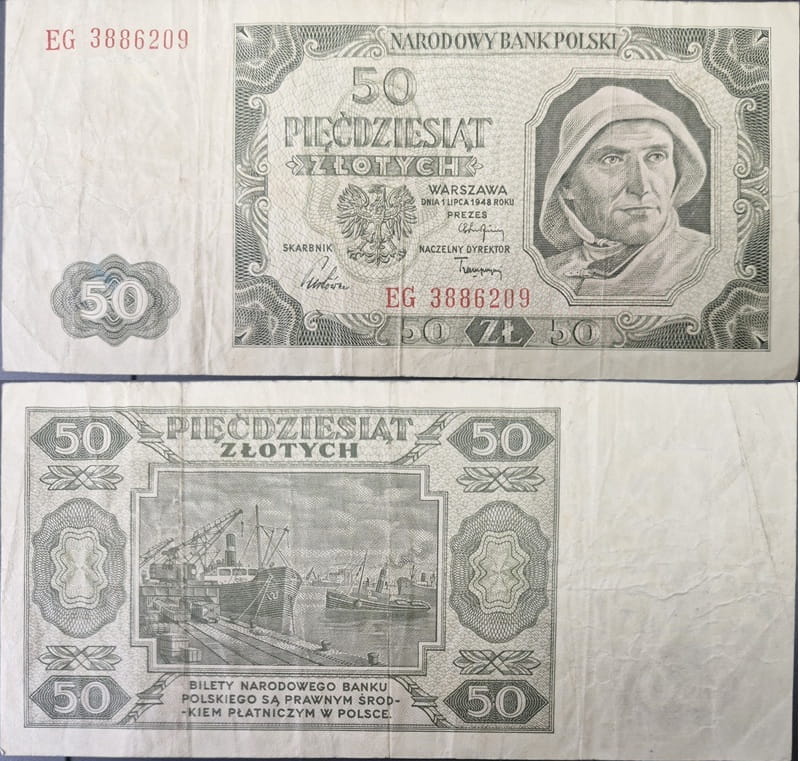 EG 3886209
NARODOWY BANK POLSKI
50
PIĘĆDZIESIĄT
ZŁOTYCH
WARSZAWA
DNIA 1 LIPCA 1948 ROKU
PREZES
SKARBNIK
NACZELNY DYREKTOR
EG 3886209
50
50 ZŁ 50
50 PIĘĆDZIESIĄT 50
ZŁOTYCH
50 BILETY NARODOWEGO BANKU 50
POLSKIEGO SĄ PRAWNYM ŚROD-
-KIEM PŁATNICZYM W POLSCE.